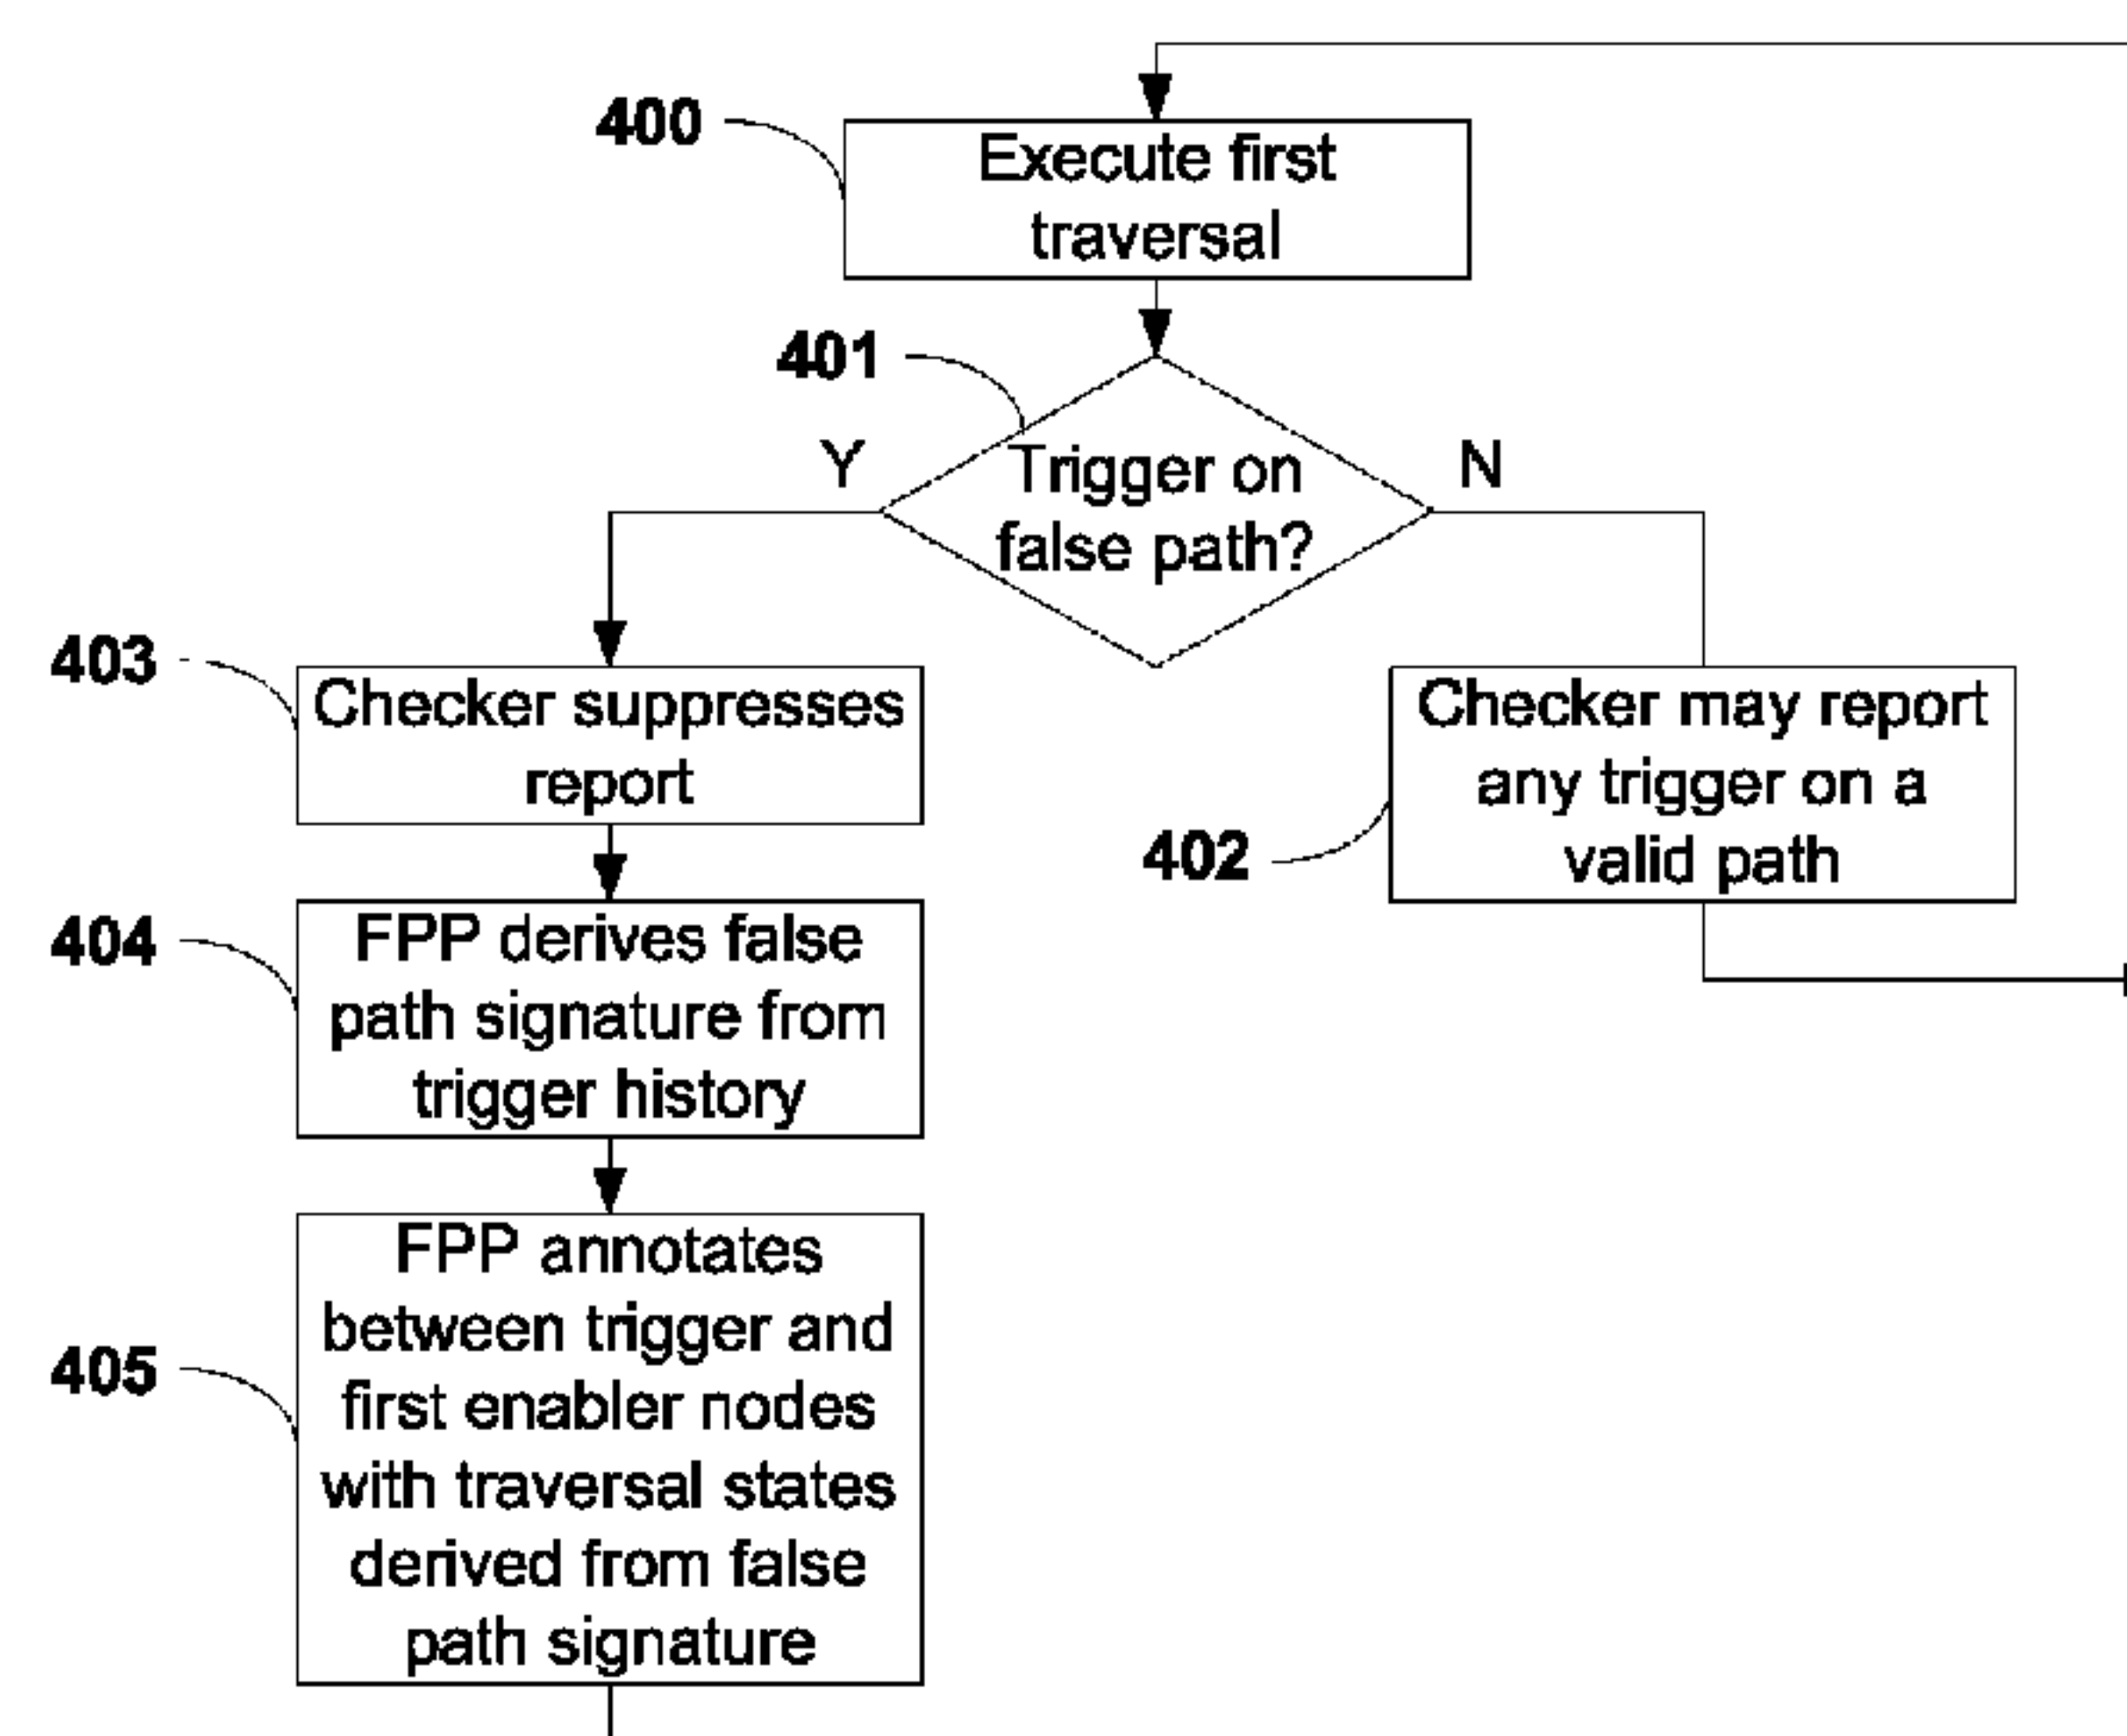 400
Execute first
traversal
401
Y
Trigger on
false path?
N
403
Checker suppresses
report
402
Checker may report
any trigger on a
valid path
404
FPP derives false
path signature from
trigger history
405
FPP annotates
between trigger and
first enabler nodes
with traversal states
derived from false
path signature